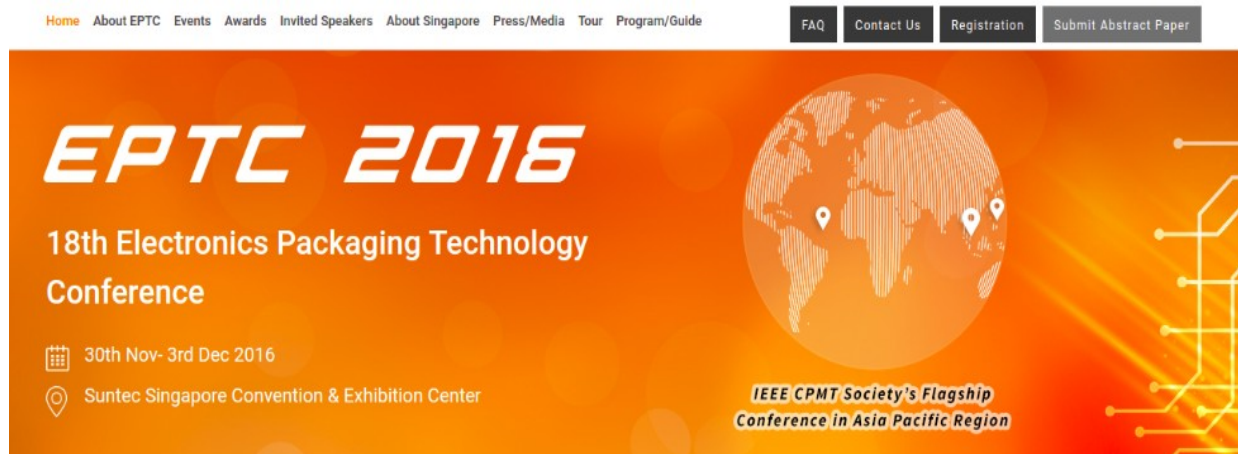 Home About EPTC Events Awards Invited Speakers About Singapore Press/Media Tour Program/Guide FAQ Contact Us Registration Submit Abstract Paper
EPTC 2016
18th Electronics Packaging Technology
Conference
30th Nov- 3rd Dec 2016
Suntec Singapore Convention & Exhibition Center
IEEE CPMT Society's Flagship
Conference in Asia Pacific Region